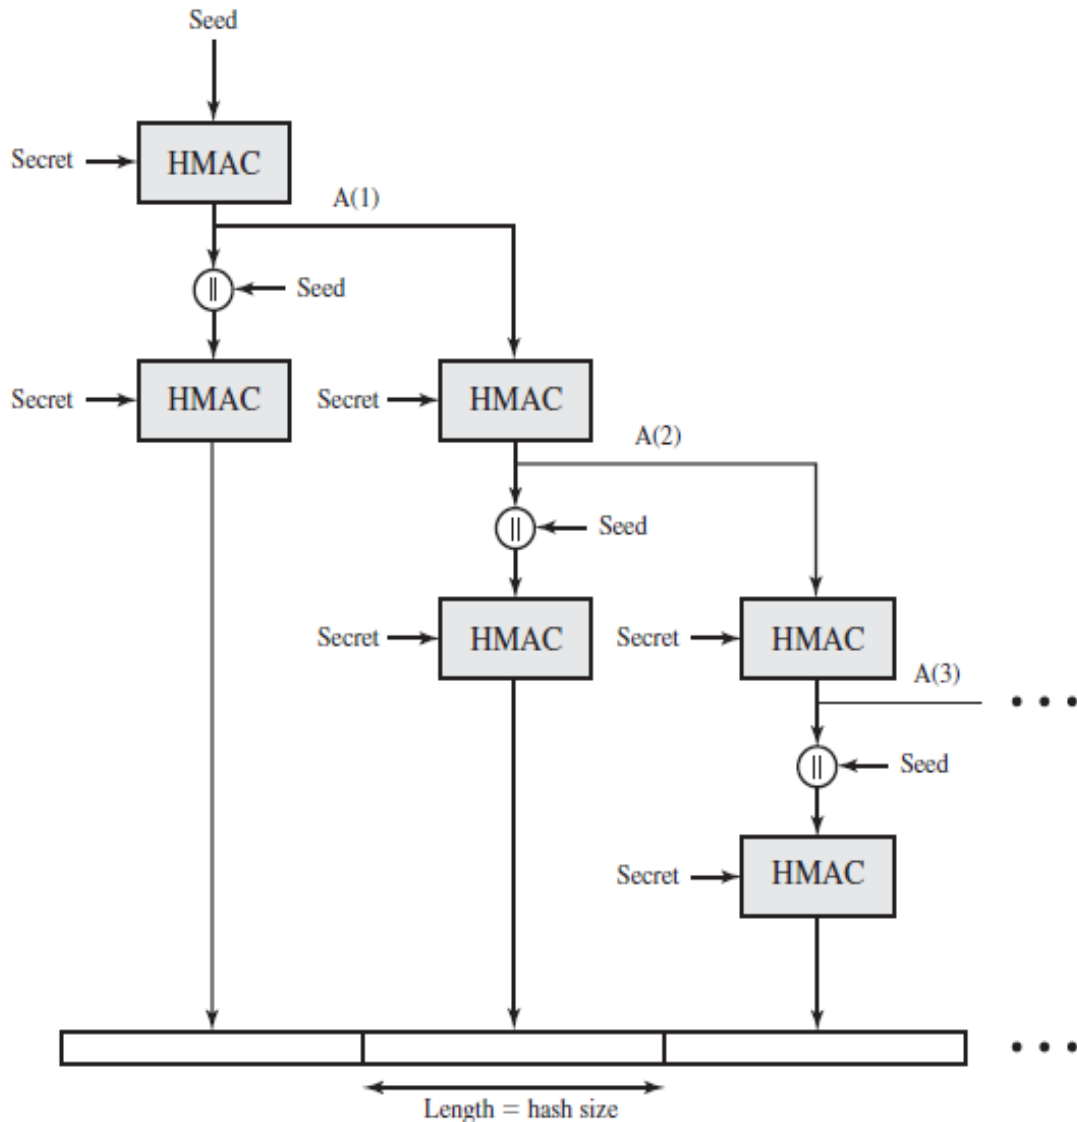 Seed
Secret HMAC
A(1)
|| Seed
Secret HMAC Secret HMAC
A(2)
|| Seed
Secret HMAC Secret HMAC
A(3)
• • •
|| Seed
Secret HMAC
• • •
Length = hash size